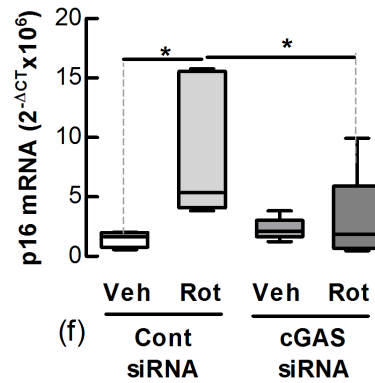 p16 mRNA (2^-ΔCT x10^6)
20
15
10
5
0
* *
Veh Rot Veh Rot
Cont siRNA cGAS siRNA
(f)